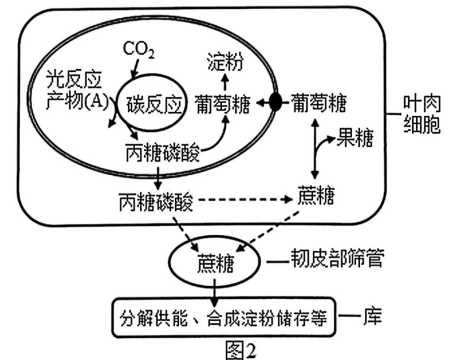 CO₂
淀粉
光反应
产物(A)
碳反应
葡萄糖
葡萄糖
叶肉
细胞
果糖
丙糖磷酸
丙糖磷酸
蔗糖
蔗糖
韧皮部筛管
分解供能、合成淀粉储存等
库
图2